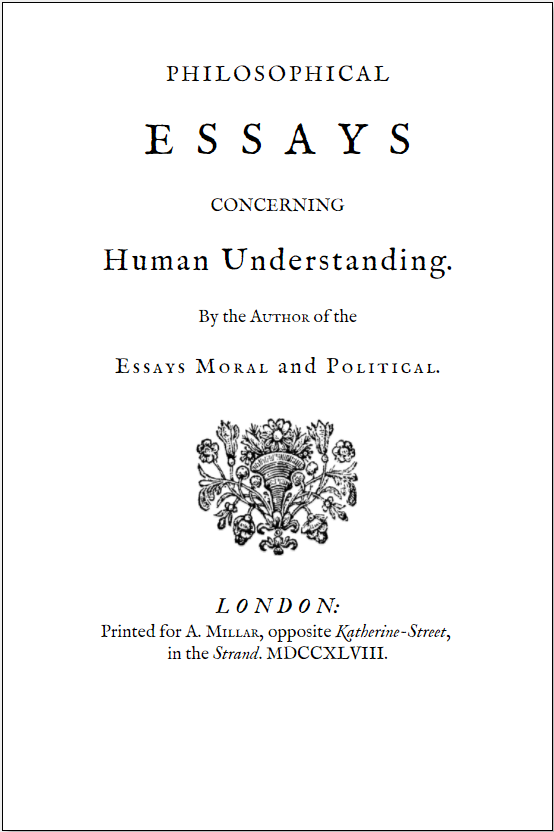 PHILOSOPHICAL
ESSAYS
CONCERNING
Human Understanding.
By the AUTHOR of the
ESSAYS MORAL and POLITICAL.
LONDON:
Printed for A. MILLAR, opposite Katherine-Street,
in the Strand. MDCCXLVIII.